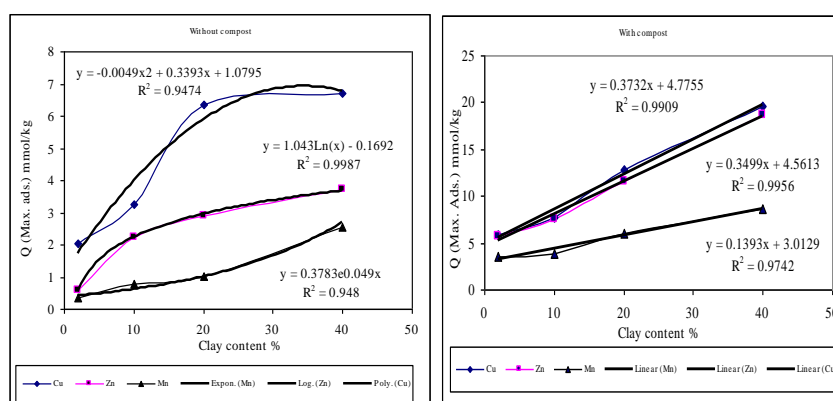 Without compost
Q (Max. ads.) mmol/kg
8
7
6
5
4
3
2
1
0
y = -0.0049x2 + 0.3393x + 1.0795
R² = 0.9474
y = 1.043Ln(x) - 0.1692
R² = 0.9987
y = 0.3783e0.049x
R² = 0.948
0 10 20 30 40 50
Clay content %
Cu Zn Mn Expon. (Mn) Log. (Zn) Poly. (Cu)
With compost
Q (Max. Ads.) mmol/kg
25
20
15
10
5
0
y = 0.3732x + 4.7755
R² = 0.9909
y = 0.3499x + 4.5613
R² = 0.9956
y = 0.1393x + 3.0129
R² = 0.9742
0 10 20 30 40 50
Clay content %
Cu Zn Mn Linear (Mn) Linear (Zn) Linear (Cu